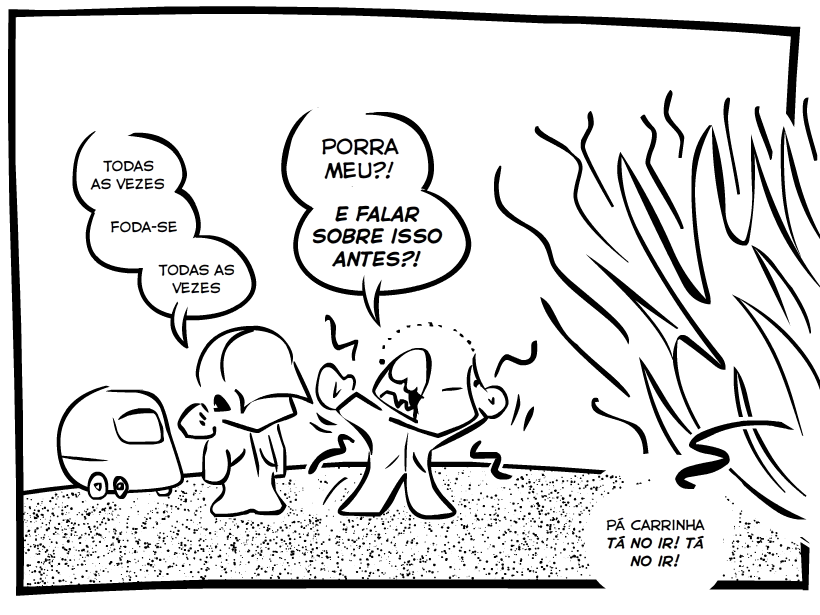 TODAS
AS VEZES
FODA-SE
TODAS AS
VEZES
PORRA
MEU?!
E FALAR
SOBRE ISSO
ANTES?!
PÃ CARRINHA
TÁ NO IR! TÁ
NO IR!